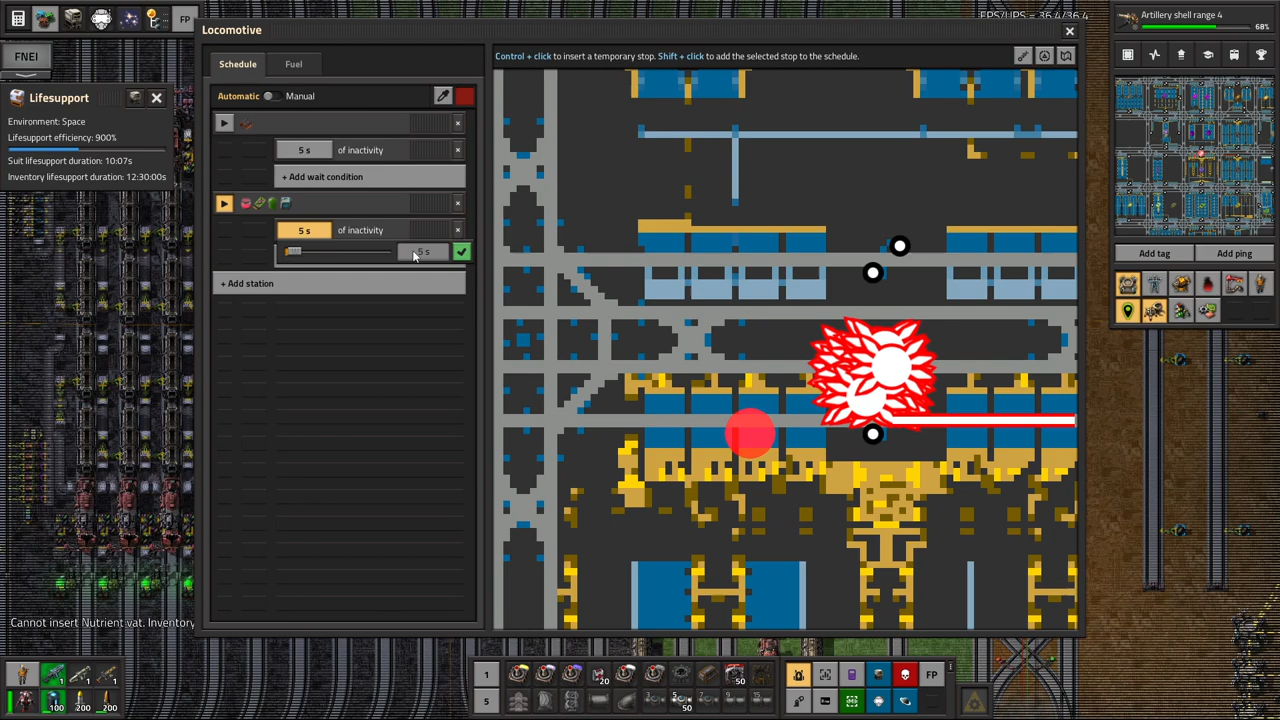 FPS/UPS = 36.4/36.4
FP
Locomotive
Artillery shell range 4
68%
FNEI
Schedule
Fuel
Control + click to insert a temporary stop. Shift + click to add the selected stop to the schedule.
Lifesupport
Automatic
Manual
Environment: Space
Lifesupport efficiency: 900%
Suit lifesupport duration: 10:07s
Inventory lifesupport duration: 12:30:00s
5 s
of inactivity
+ Add wait condition
5 s
of inactivity
5 s
+ Add station
Add tag
Add ping
Cannot insert Nutrient vat. Inventory
1
20
50
FP
5
50
1
1
100
200
200